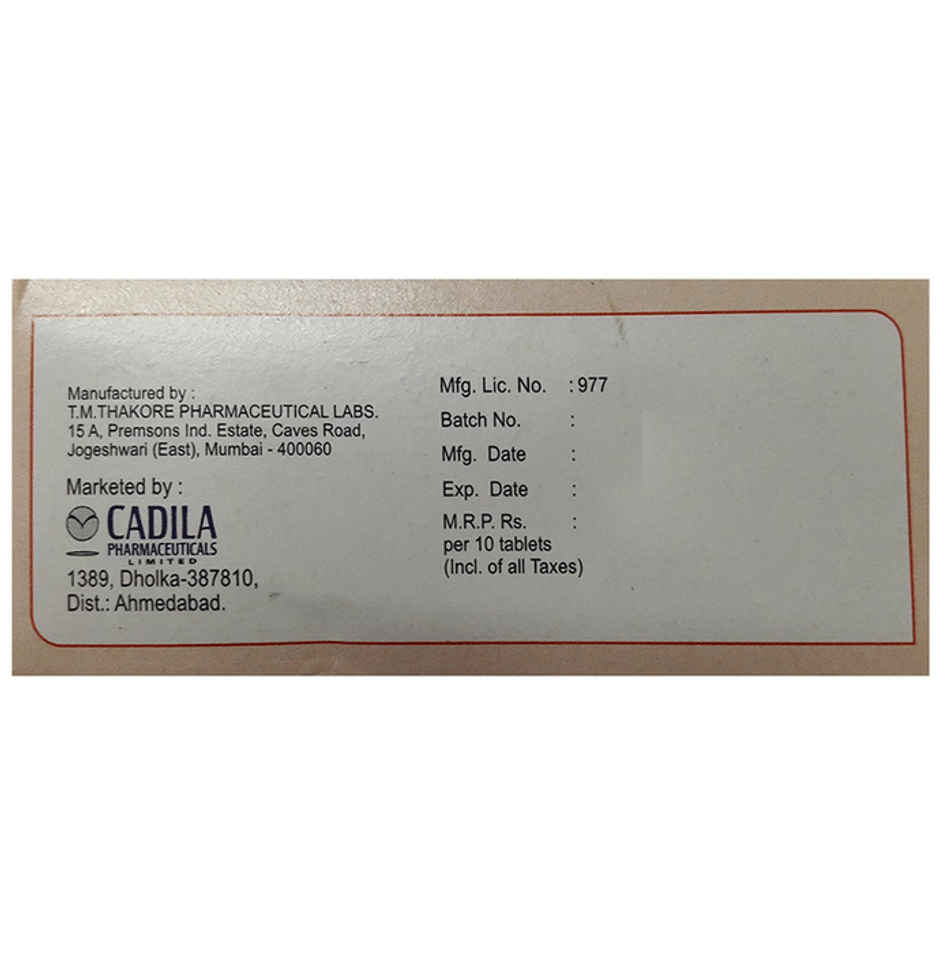 Manufactured by :
T.M.THAKORE PHARMACEUTICAL LABS.
15 A, Premsons Ind. Estate, Caves Road,
Jogeshwari (East), Mumbai - 400060
Marketed by :
CADILA
PHARMACEUTICALS
LIMITED
1389, Dholka-387810,
Dist.: Ahmedabad.
Mfg. Lic. No. : 977
Batch No. :
Mfg. Date :
Exp. Date :
M.R.P. Rs. :
per 10 tablets
(Incl. of all Taxes)